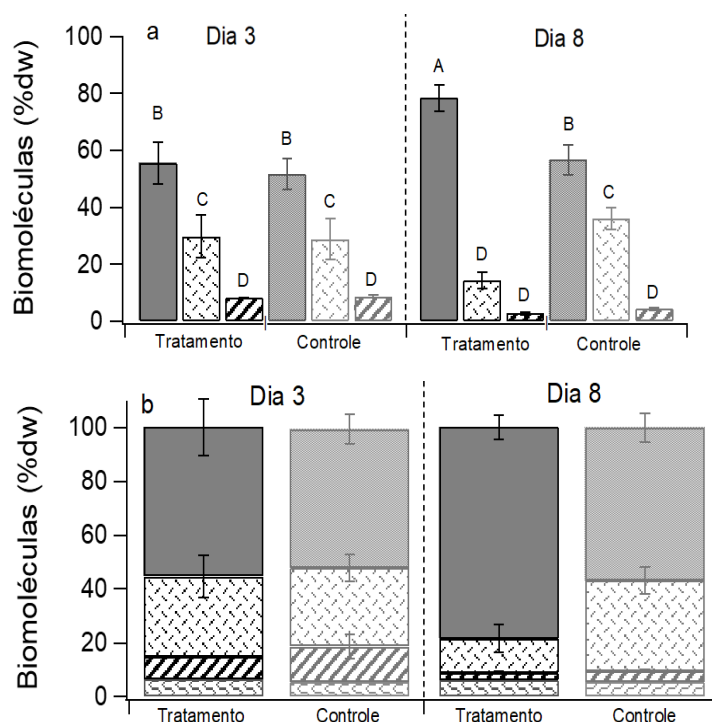 a
Dia 3
Dia 8
Biomoléculas (%dw)
100
80
60
40
20
0
B
C
D
B
C
D
A
D
D
B
C
D
Tratamento
Controle
Tratamento
Controle
b
Dia 3
Dia 8
Biomoléculas (%dw)
100
80
60
40
20
0
Tratamento
Controle
Tratamento
Controle